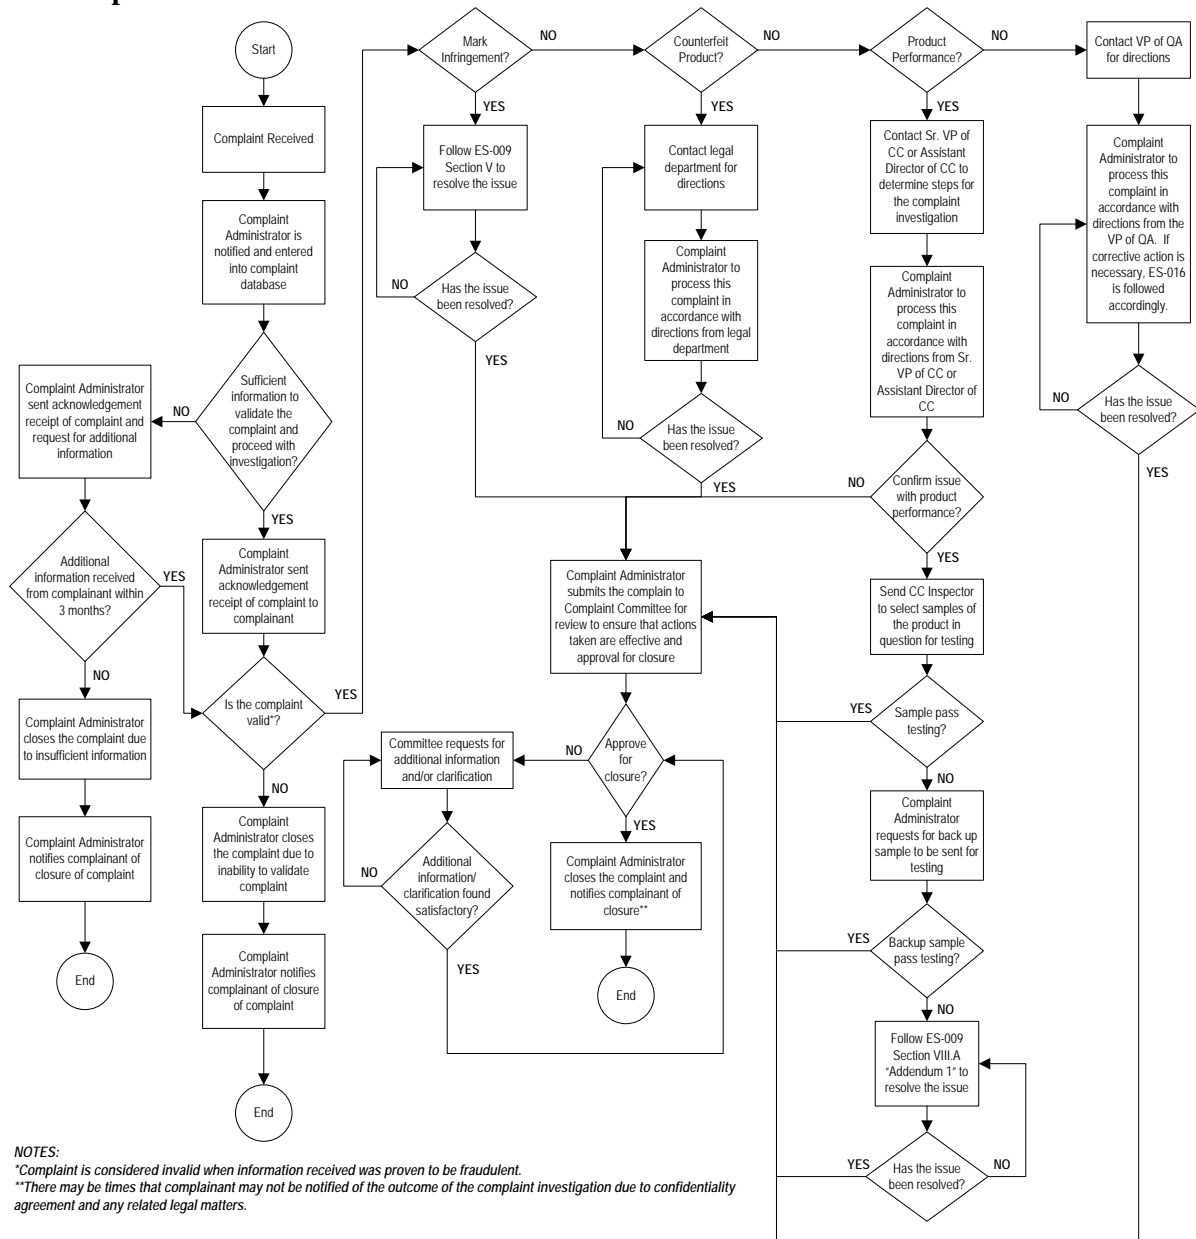 Start
Complaint Received
Complaint
Administrator is
notified and entered
into complaint
database
Sufficient
information to
validate the
complaint and
proceed with
investigation?
NO
YES
Complaint Administrator
sent acknowledgement
receipt of complaint and
request for additional
information
Additional
information received
from complainant within
3 months?
YES
NO
Complaint Administrator
closes the complaint due
to insufficient information
Complaint Administrator
notifies complainant of
closure of complaint
End
Complaint
Administrator sent
acknowledgement
receipt of complaint to
complainant
Is the complaint
valid*?
YES
NO
Complaint
Administrator closes
the complaint due to
inability to validate
complaint
Complaint
Administrator notifies
complainant of closure
of complaint
End
Mark
Infringement?
NO
YES
Follow ES-009
Section V to
resolve the issue
Has the issue
been resolved?
NO
YES
Counterfeit
Product?
NO
YES
Contact legal
department for
directions
Complaint
Administrator to
process this
complaint in
accordance with
directions from legal
department
Has the issue
been resolved?
NO
YES
Product
Performance?
NO
YES
Contact Sr. VP of
CC or Assistant
Director of CC to
determine steps for
the complaint
investigation
Complaint
Administrator to
process this
complaint in
accordance with
directions from Sr.
VP of CC or
Assistant Director of
CC
Confirm issue
with product
performance?
NO
YES
Send CC Inspector
to select samples of
the product in
question for testing
Sample pass
testing?
YES
NO
Complaint
Administrator
requests for back up
sample to be sent for
testing
Backup sample
pass testing?
YES
NO
Follow ES-009
Section VIII.A
"Addendum 1" to
resolve the issue
Has the issue
been resolved?
YES
NO
Contact VP of QA
for directions
Complaint
Administrator to
process this
complaint in
accordance with
directions from the
VP of QA. If
corrective action is
necessary, ES-016
is followed
accordingly.
Has the issue
been resolved?
NO
YES
Complaint Administrator
submits the complain to
Complaint Committee for
review to ensure that actions
taken are effective and
approval for closure
Approve
for
closure?
NO
YES
Committee requests for
additional information
and/or clarification
Additional
information/
clarification found
satisfactory?
NO
YES
Complaint Administrator
closes the complaint and
notifies complainant of
closure**
End
NOTES:
*Complaint is considered invalid when information received was proven to be fraudulent.
**There may be times that complainant may not be notified of the outcome of the complaint investigation due to confidentiality
agreement and any related legal matters.